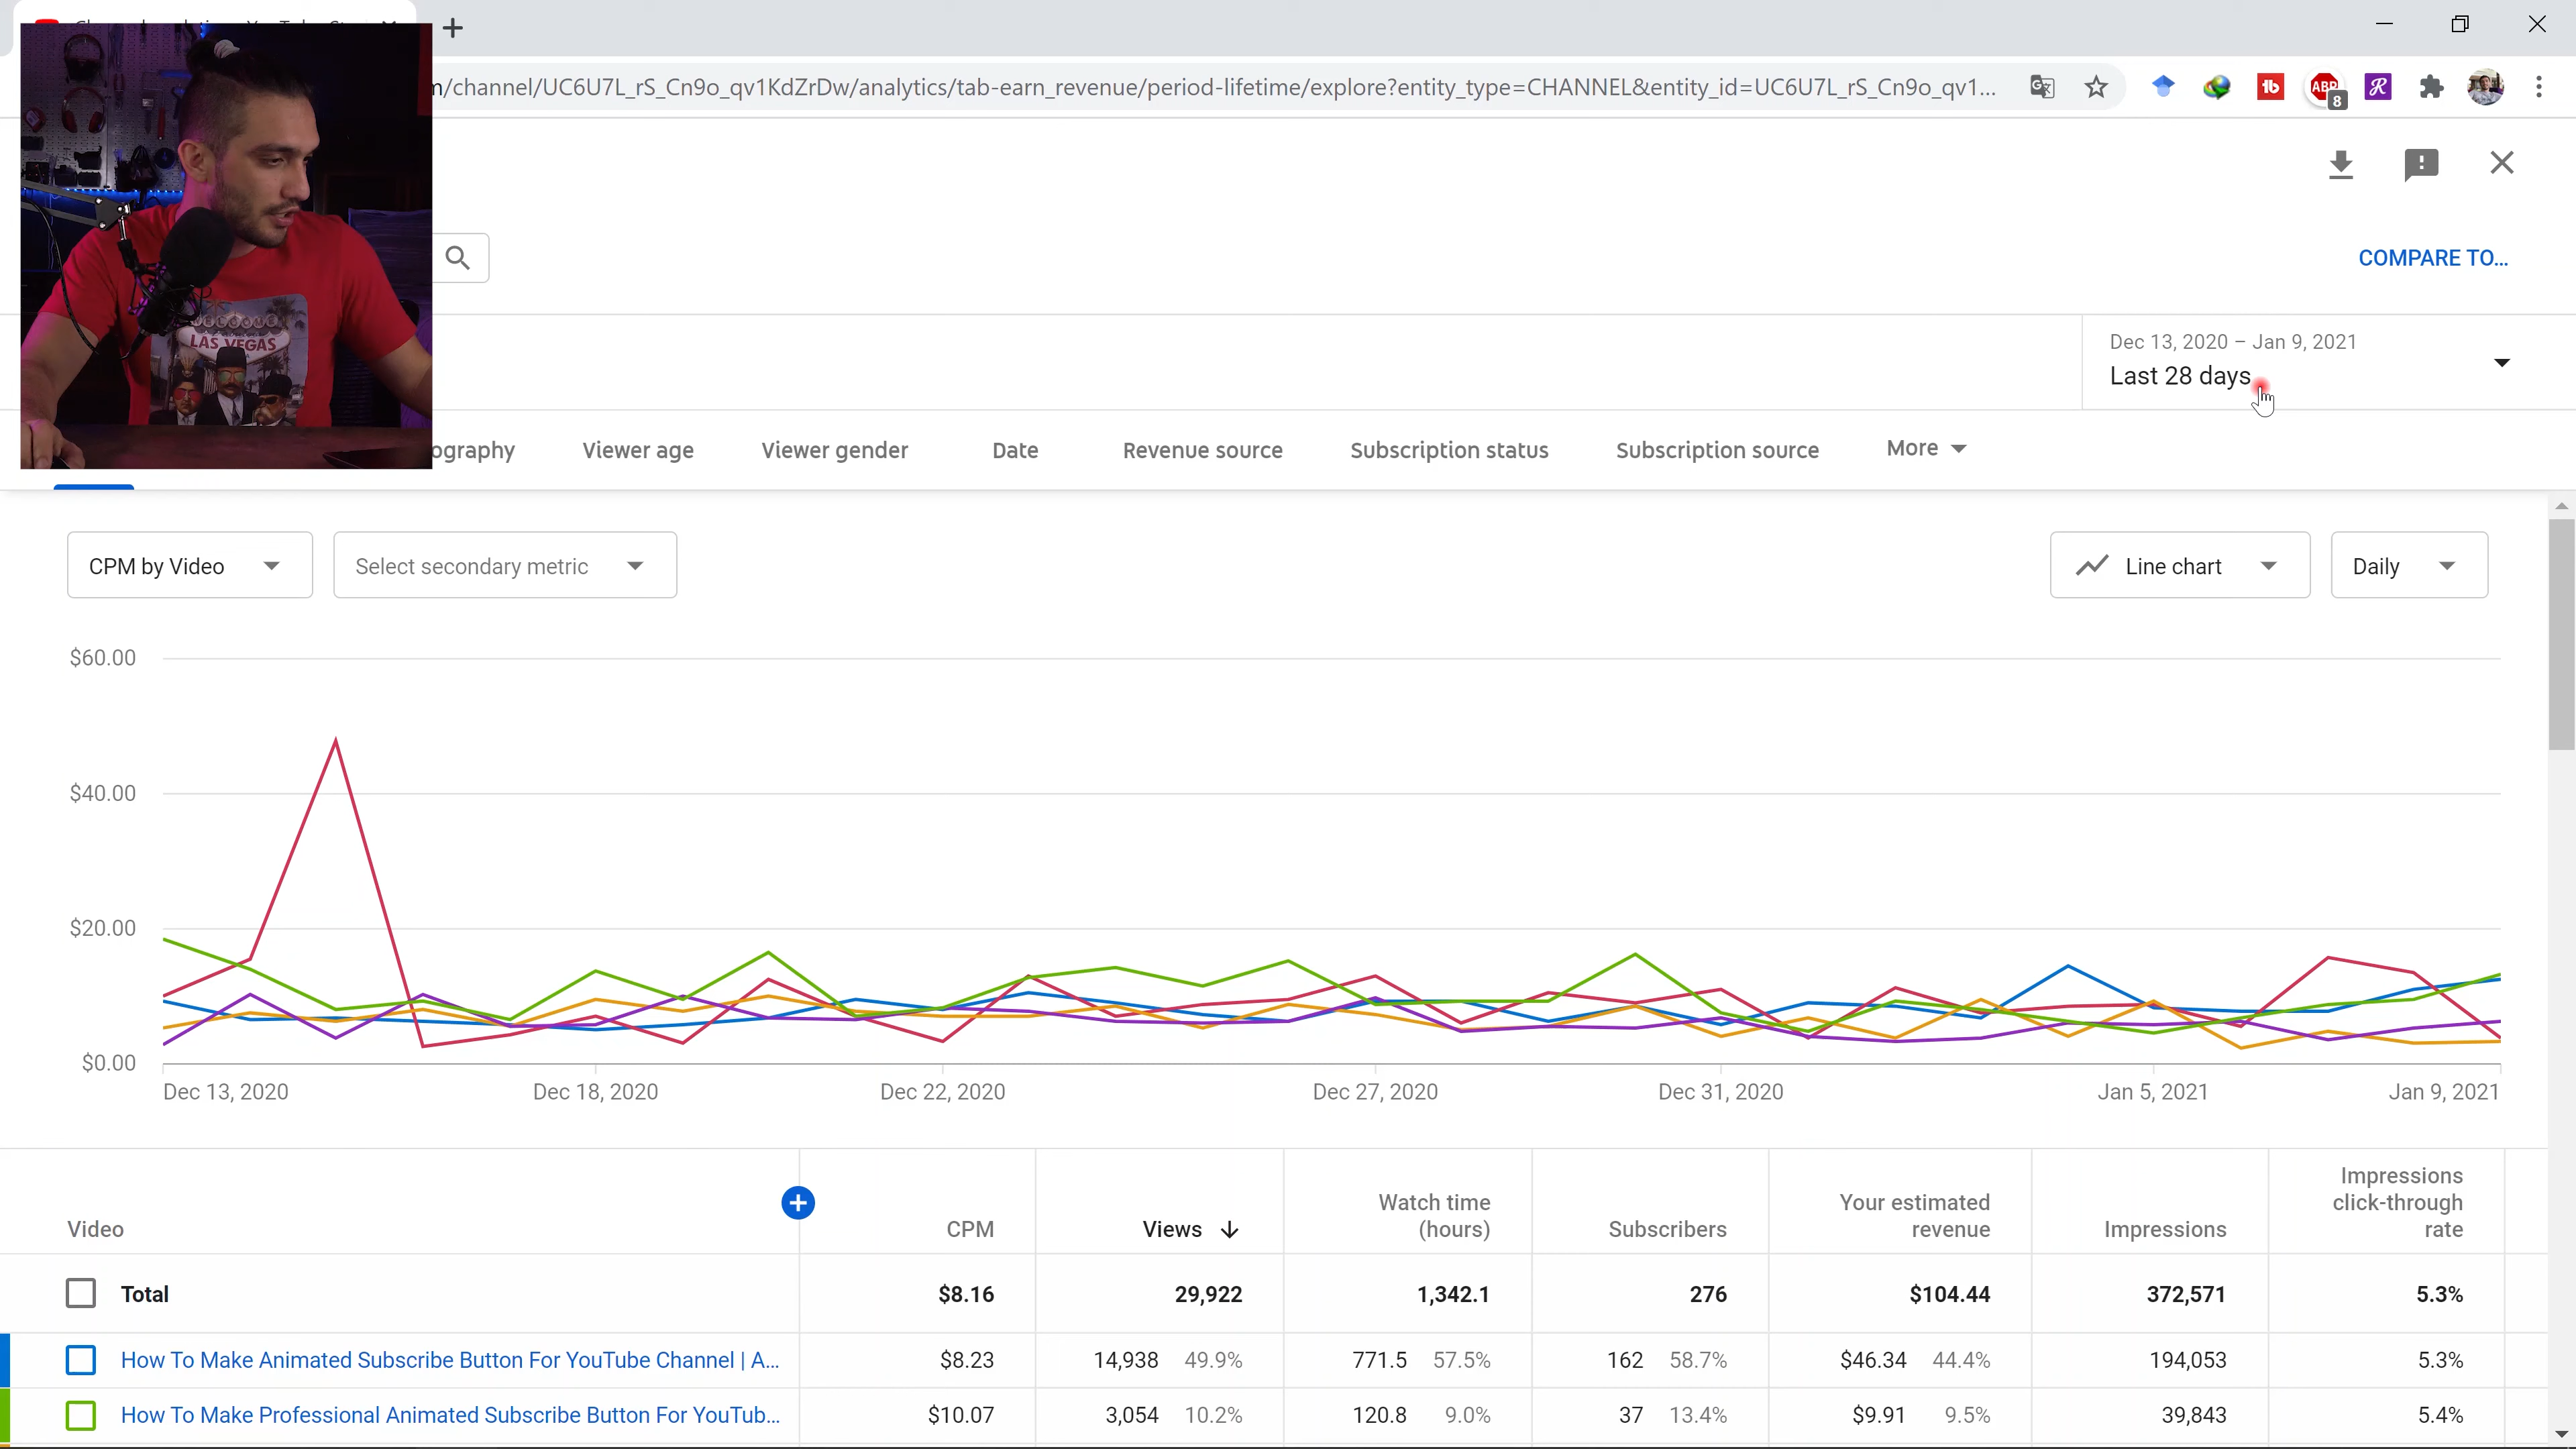 m/channel/UC6U7L_rS_Cn9o_qv1KdZrDw/analytics/tab-earn_revenue/period-lifetime/explore?entity_type=CHANNEL&entity_id=UC6U7L_rS_Cn9o_qv1...
ABP
8
WELCOME
LAS VEGAS
COMPARE TO...
Dec 13, 2020 – Jan 9, 2021
Last 28 days
ography Viewer age Viewer gender Date Revenue source Subscription status Subscription source More
CPM by Video Select secondary metric Line chart Daily
$60.00
$40.00
$20.00
$0.00
Dec 13, 2020 Dec 18, 2020 Dec 22, 2020 Dec 27, 2020 Dec 31, 2020 Jan 5, 2021 Jan 9, 2021
Video CPM Views Watch time (hours) Subscribers Your estimated revenue Impressions Impressions click-through rate
Total $8.16 29,922 1,342.1 276 $104.44 372,571 5.3%
How To Make Animated Subscribe Button For YouTube Channel | A... $8.23 14,938 49.9% 771.5 57.5% 162 58.7% $46.34 44.4% 194,053 5.3%
How To Make Professional Animated Subscribe Button For YouTub... $10.07 3,054 10.2% 120.8 9.0% 37 13.4% $9.91 9.5% 39,843 5.4%